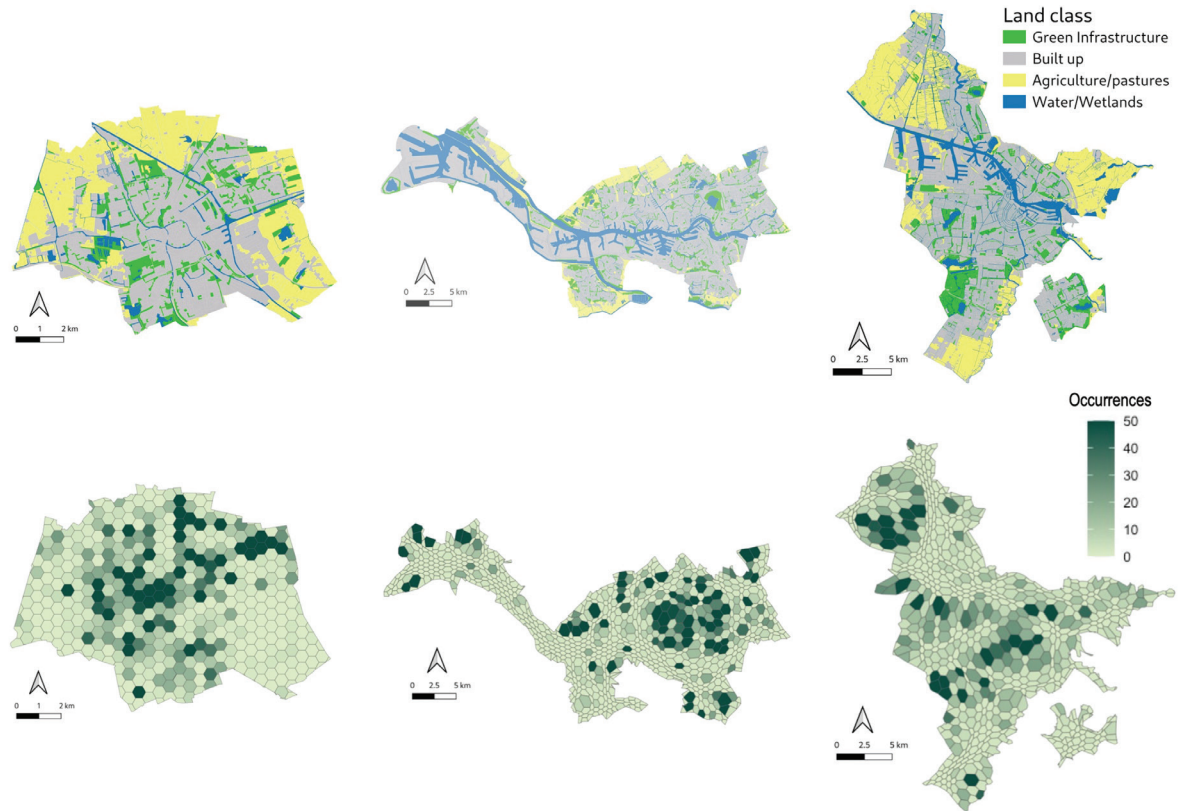 Land class
Green Infrastructure
Built up
Agriculture/pastures
Water/Wetlands
0 1 2 km
0 2.5 5 km
0 2.5 5 km
Occurrences
50
40
30
20
10
0
0 1 2 km
0 2.5 5 km
0 2.5 5 km